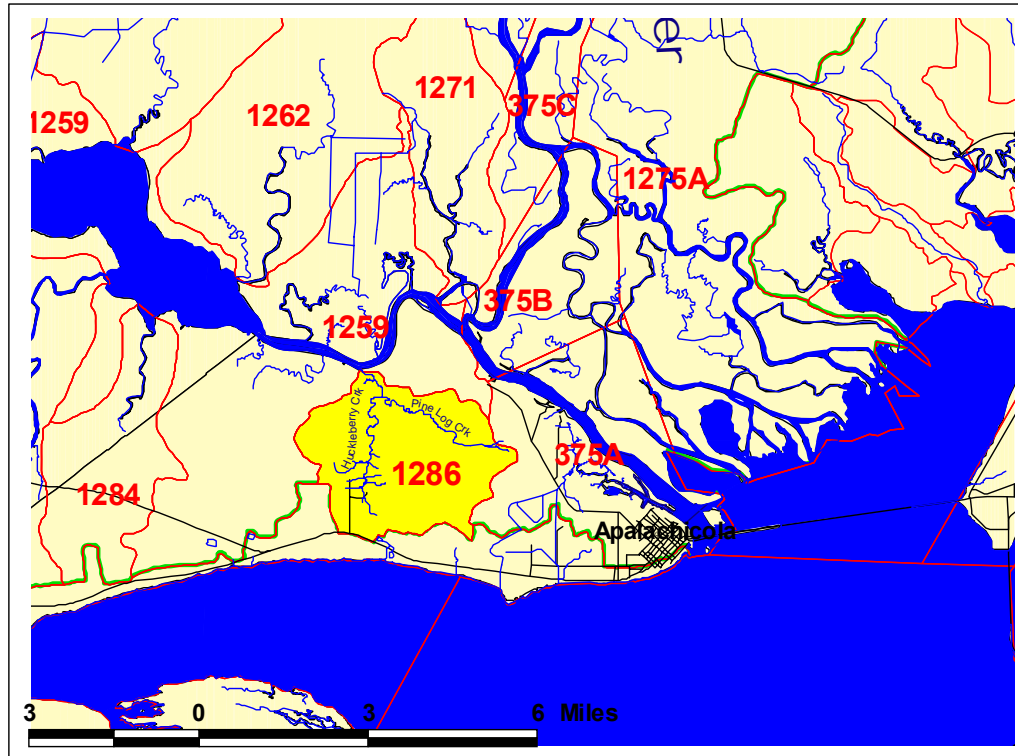 er
1271
375C
1262
1259
1275A
375B
1259
Huckleberry Crk
Pine Log Crk
375A
1286
1284
Apalachicola
3 0 3 6 Miles